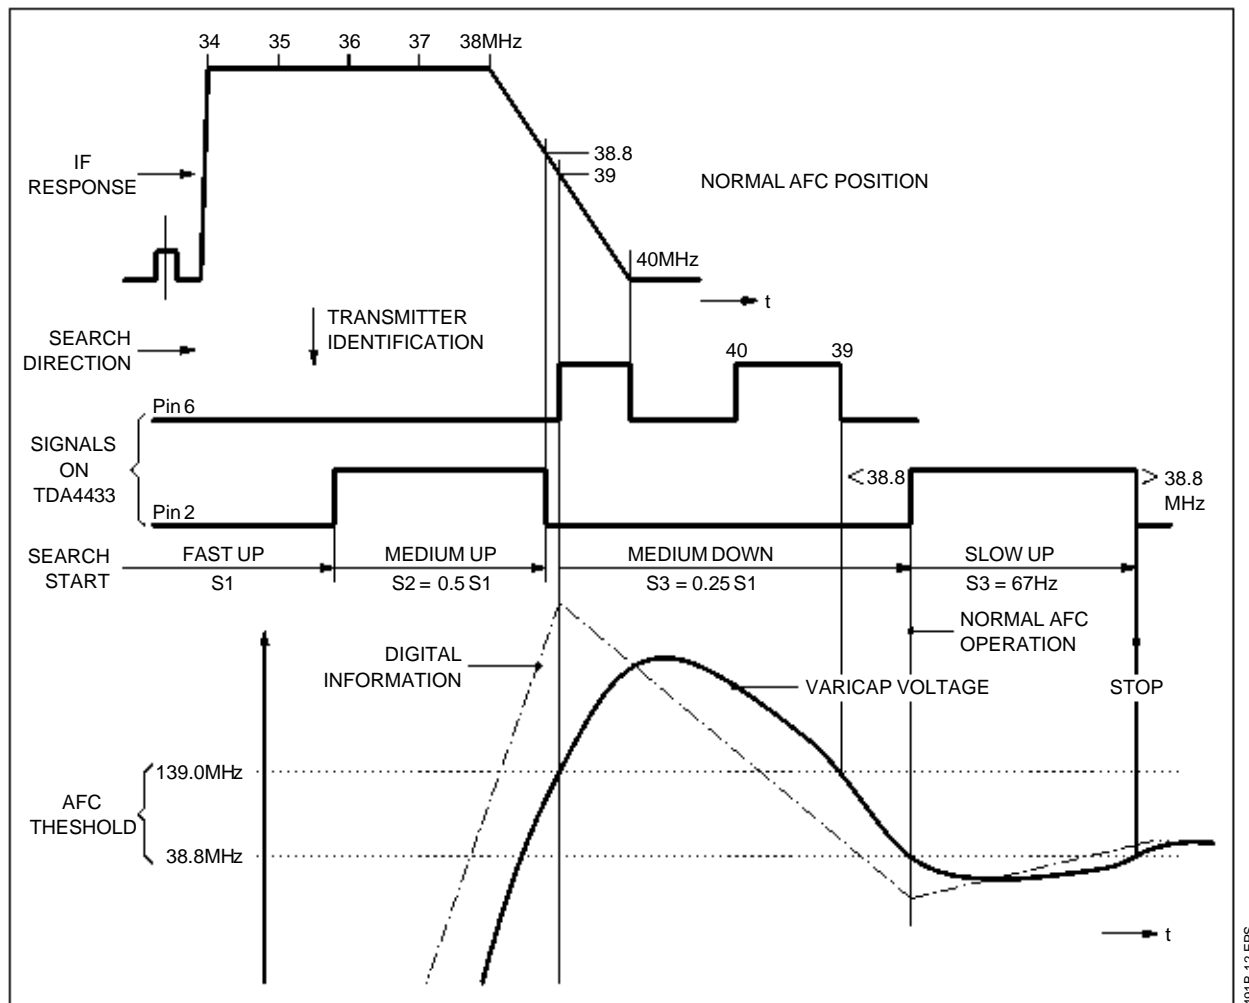 34 35 36 37 38MHz
38.8
39
IF
RESPONSE
NORMAL AFC POSITION
40MHz
t
TRANSMITTER
IDENTIFICATION
SEARCH
DIRECTION
40 39
Pin 6
SIGNALS
ON
TDA4433
<38.8
> 38.8
MHz
Pin 2
SEARCH
START
FAST UP
S1
MEDIUM UP
S2 = 0.5 S1
MEDIUM DOWN
S3 = 0.25 S1
SLOW UP
S3 = 67Hz
NORMAL AFC
OPERATION
DIGITAL
INFORMATION
VARICAP VOLTAGE
STOP
139.0MHz
AFC
THESHOLD
38.8MHz
t